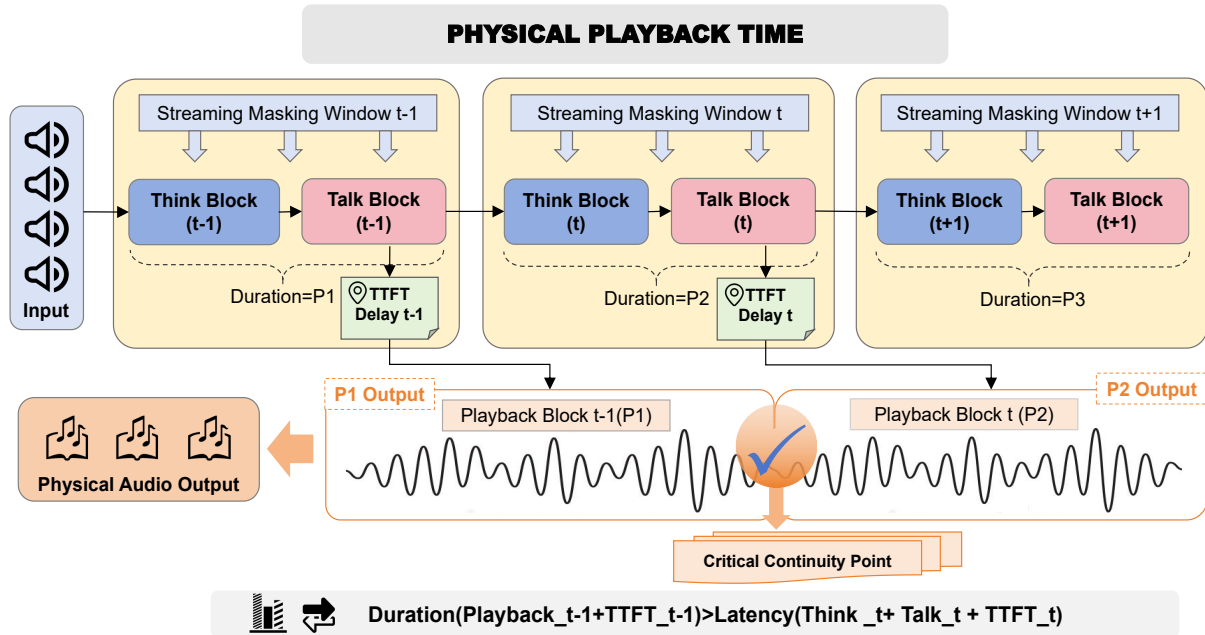 PHYSICAL PLAYBACK TIME
Input
Streaming Masking Window t-1
Think Block
(t-1)
Talk Block
(t-1)
Duration=P1
TTFT
Delay t-1
Streaming Masking Window t
Think Block
(t)
Talk Block
(t)
Duration=P2
TTFT
Delay t
Streaming Masking Window t+1
Think Block
(t+1)
Talk Block
(t+1)
Duration=P3
P1 Output
Playback Block t-1(P1)
P2 Output
Playback Block t (P2)
Physical Audio Output
Critical Continuity Point
Duration(Playback_t-1+TTFT_t-1)>Latency(Think _t+ Talk_t + TTFT_t)